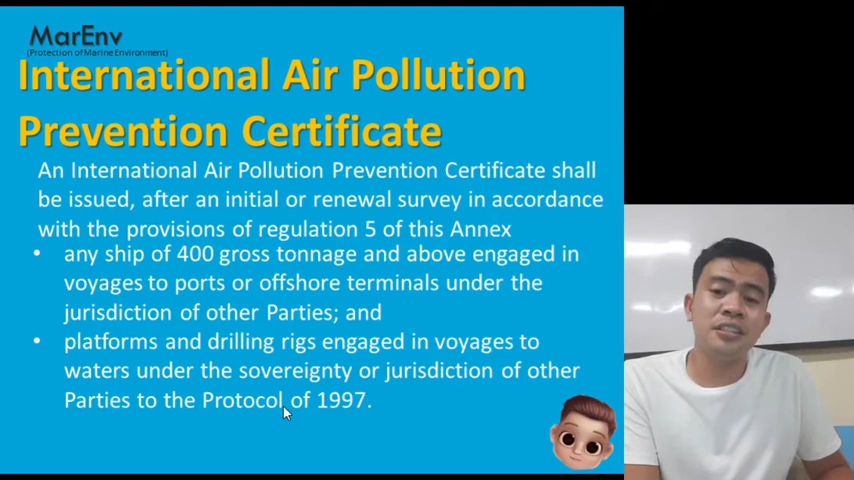 MarEnv
(Protection of Marine Environment)
International Air Pollution
Prevention Certificate
An International Air Pollution Prevention Certificate shall
be issued, after an initial or renewal survey in accordance
with the provisions of regulation 5 of this Annex
• any ship of 400 gross tonnage and above engaged in
voyages to ports or offshore terminals under the
jurisdiction of other Parties; and
• platforms and drilling rigs engaged in voyages to
waters under the sovereignty or jurisdiction of other
Parties to the Protocol of 1997.